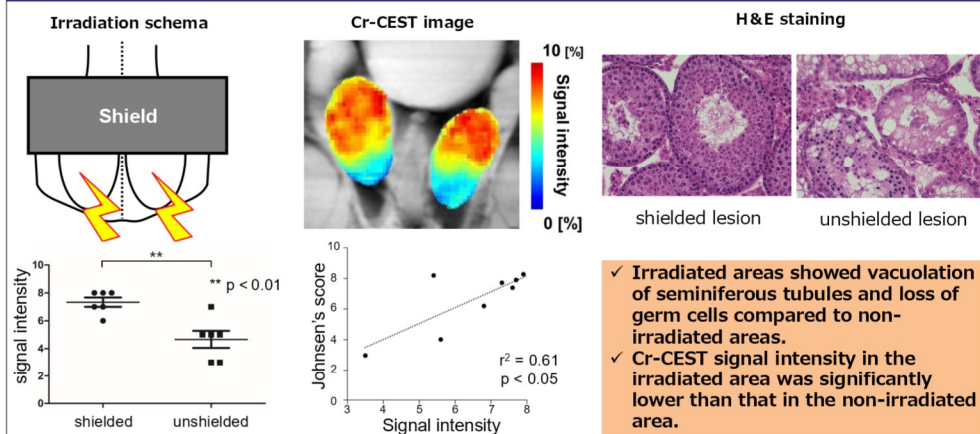 Irradiation schema
Shield
Cr-CEST image
10 [%]
Signal intensity
0 [%]
H&E staining
shielded lesion
unshielded lesion
signal intensity
10
8
6
4
2
0
**
** p < 0.01
shielded
unshielded
Johnsen's score
10
8
6
4
2
0
r² = 0.61
p < 0.05
3 4 5 6 7 8
Signal intensity
✓ Irradiated areas showed vacuolation
of seminiferous tubules and loss of
germ cells compared to non-
irradiated areas.
✓ Cr-CEST signal intensity in the
irradiated area was significantly
lower than that in the non-irradiated
area.